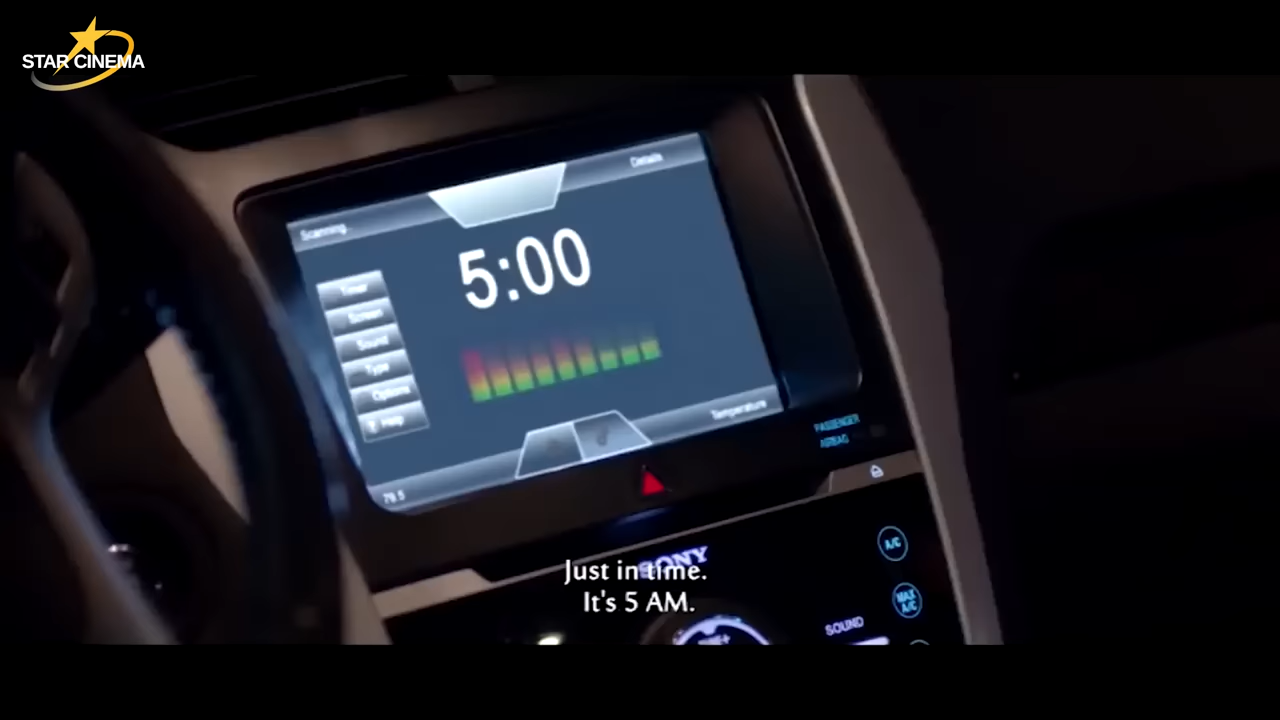 STAR CINEMA
Details
Scanning
5:00
Timer
Screen
Sound
Type
Options
Help
Temperature
76.5
PASSENGER
AIRBAG
SONY
A/C
MAX
A/C
SOUND
Just in time.
It's 5 AM.